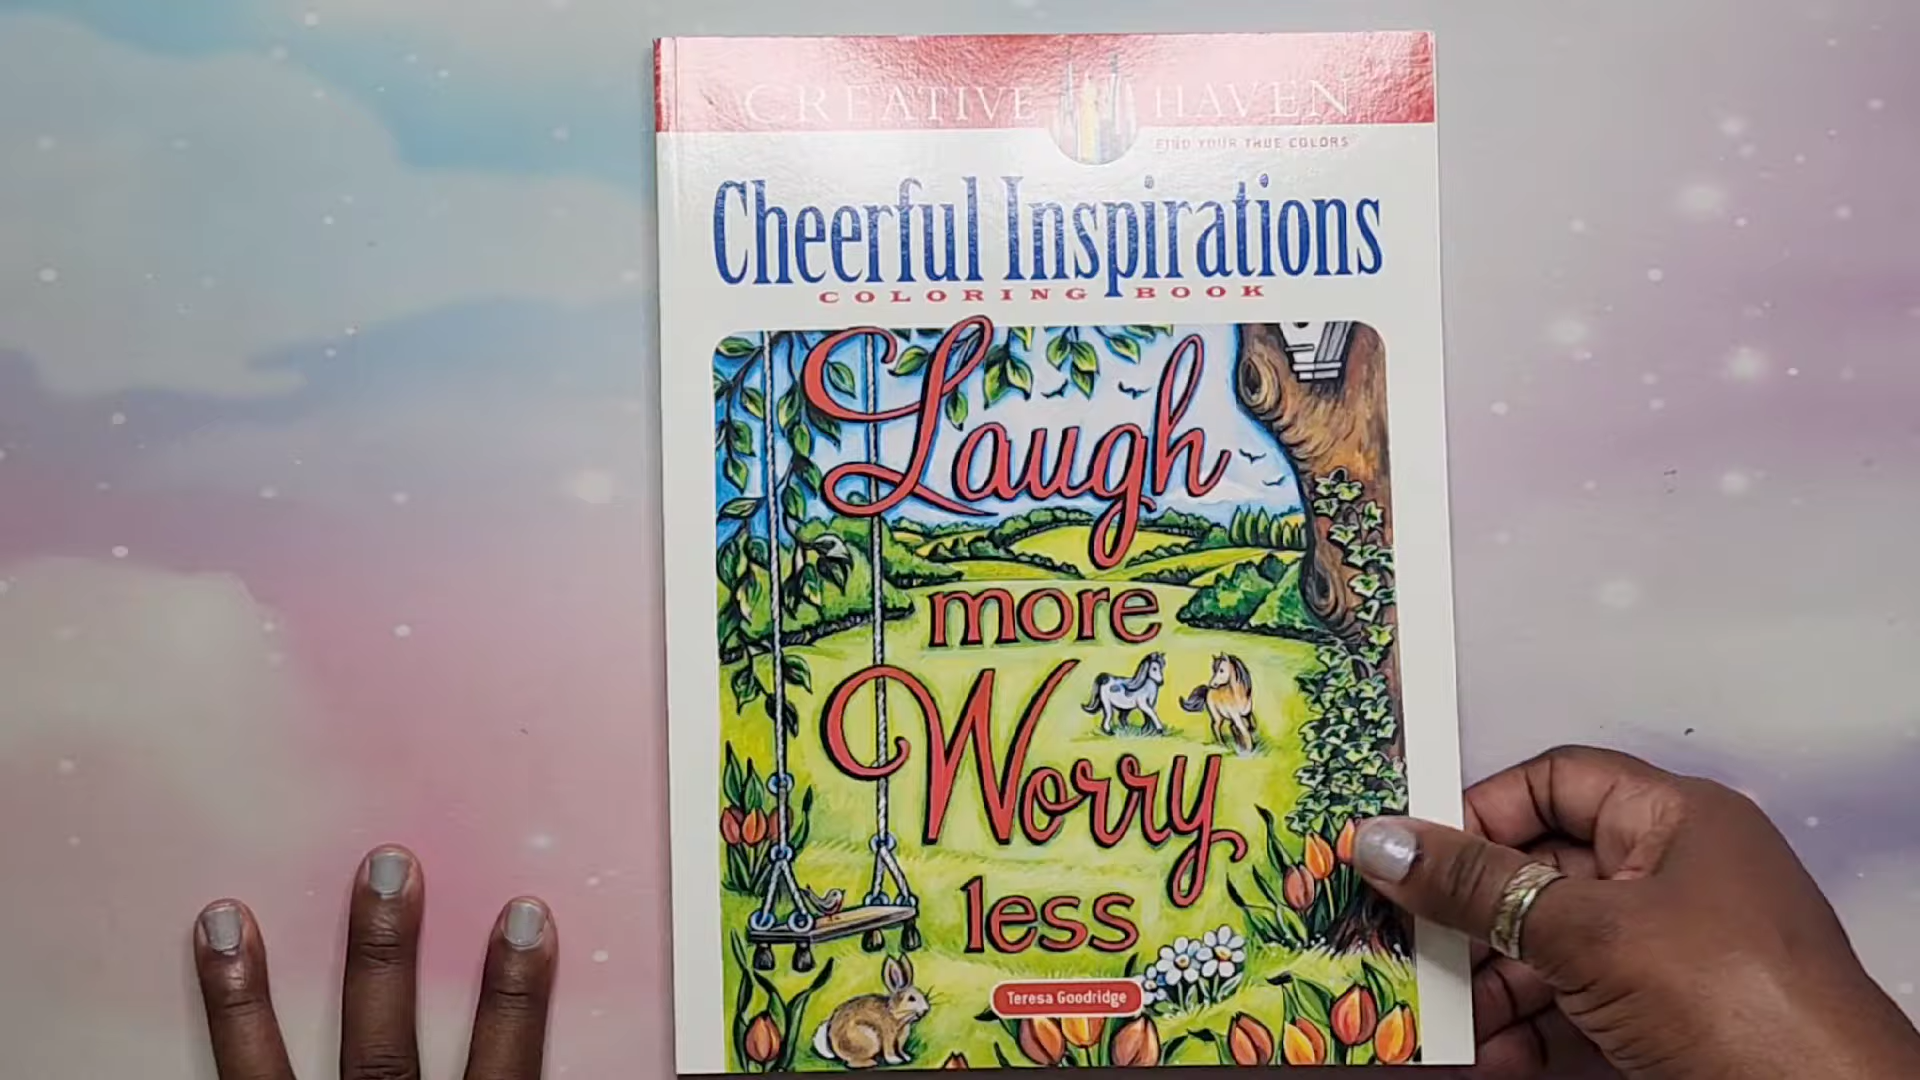 CREATIVE HAVEN
FIND YOUR TRUE COLORS
Cheerful Inspirations
COLORING BOOK
Laugh
more
Worry
less
Teresa Goodridge